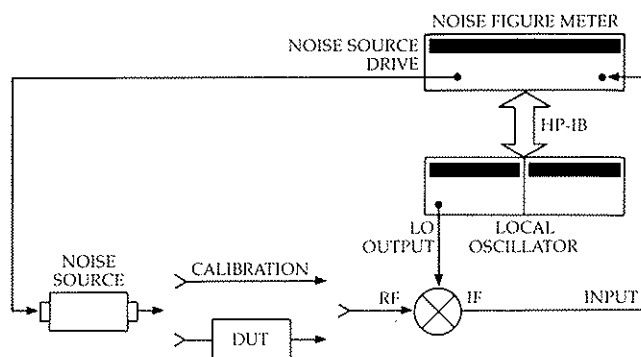 NOISE FIGURE METER
NOISE SOURCE
DRIVE
HP-IB
LO
OUTPUT
LOCAL
OSCILLATOR
NOISE
SOURCE
CALIBRATION
RF
IF
INPUT
DUT